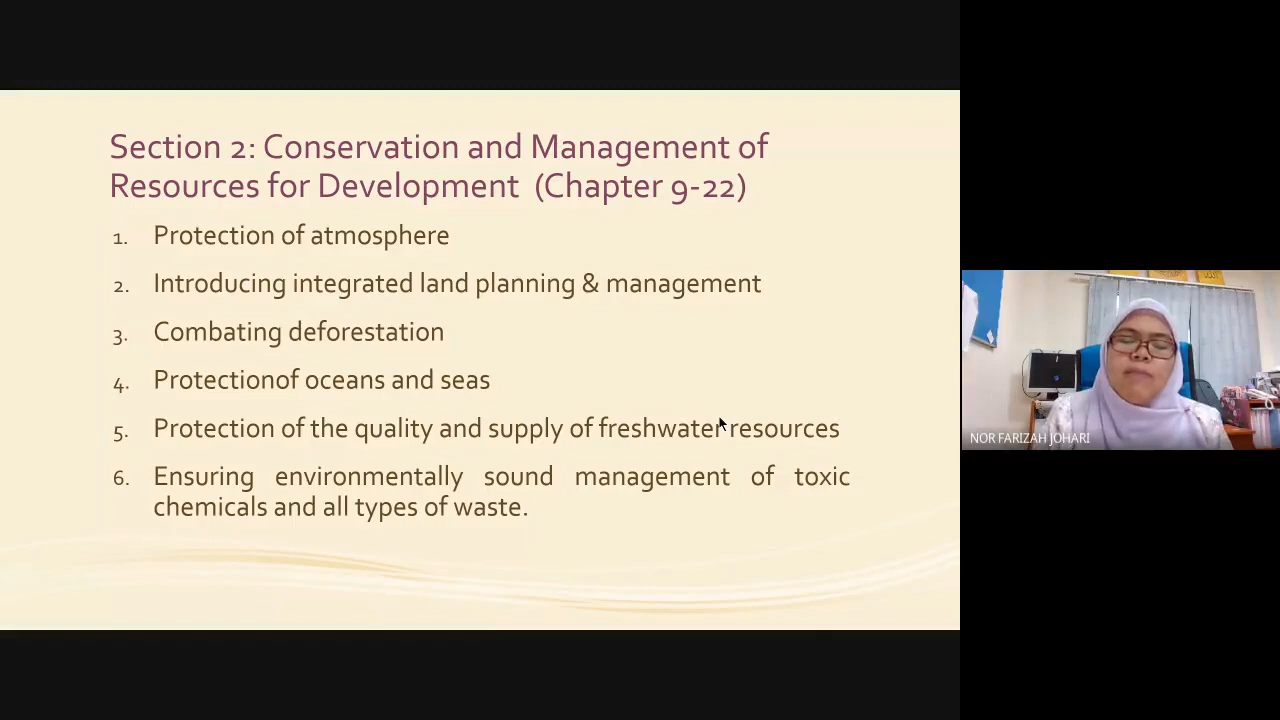 Section 2: Conservation and Management of
Resources for Development (Chapter 9-22)
1. Protection of atmosphere
2. Introducing integrated land planning & management
3. Combating deforestation
4. Protectionof oceans and seas
5. Protection of the quality and supply of freshwater resources
6. Ensuring environmentally sound management of toxic
chemicals and all types of waste.
NOR FARIZAH JOHARI